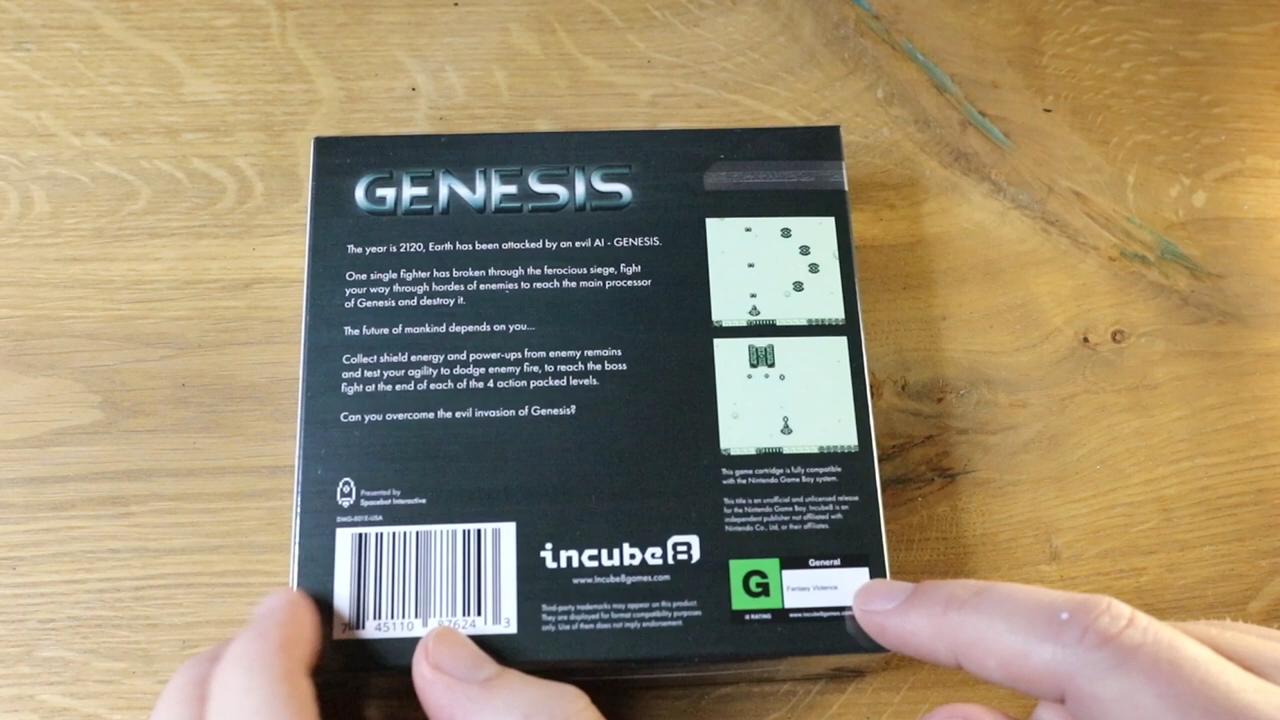 GENESIS
The year is 2120, Earth has been attacked by an evil AI - GENESIS.
One single fighter has broken through the ferocious siege, fight
your way through hordes of enemies to reach the main processor
of Genesis and destroy it.
The future of mankind depends on you...
Collect shield energy and power-ups from enemy remains
and test your agility to dodge enemy fire, to reach the boss
fight at the end of each of the 4 action packed levels.
Can you overcome the evil invasion of Genesis?
This game cartridge is fully compatible
with the Nintendo Game Boy system.
This title is an unofficial and unlicensed release
for the Nintendo Game Boy. Incube8 is an
independent publisher not affiliated with
Nintendo Co., Ltd, or their affiliates.
Presented by
Spacebot Interactive
7 45110 87624 3
incube8
www.Incube8games.com
Third-party trademarks may appear on this product.
They are displayed for format compatibility purposes
only. Use of them does not imply endorsement.
General
G
Fantasy Violence
i8 RATING
www.incube8games.com